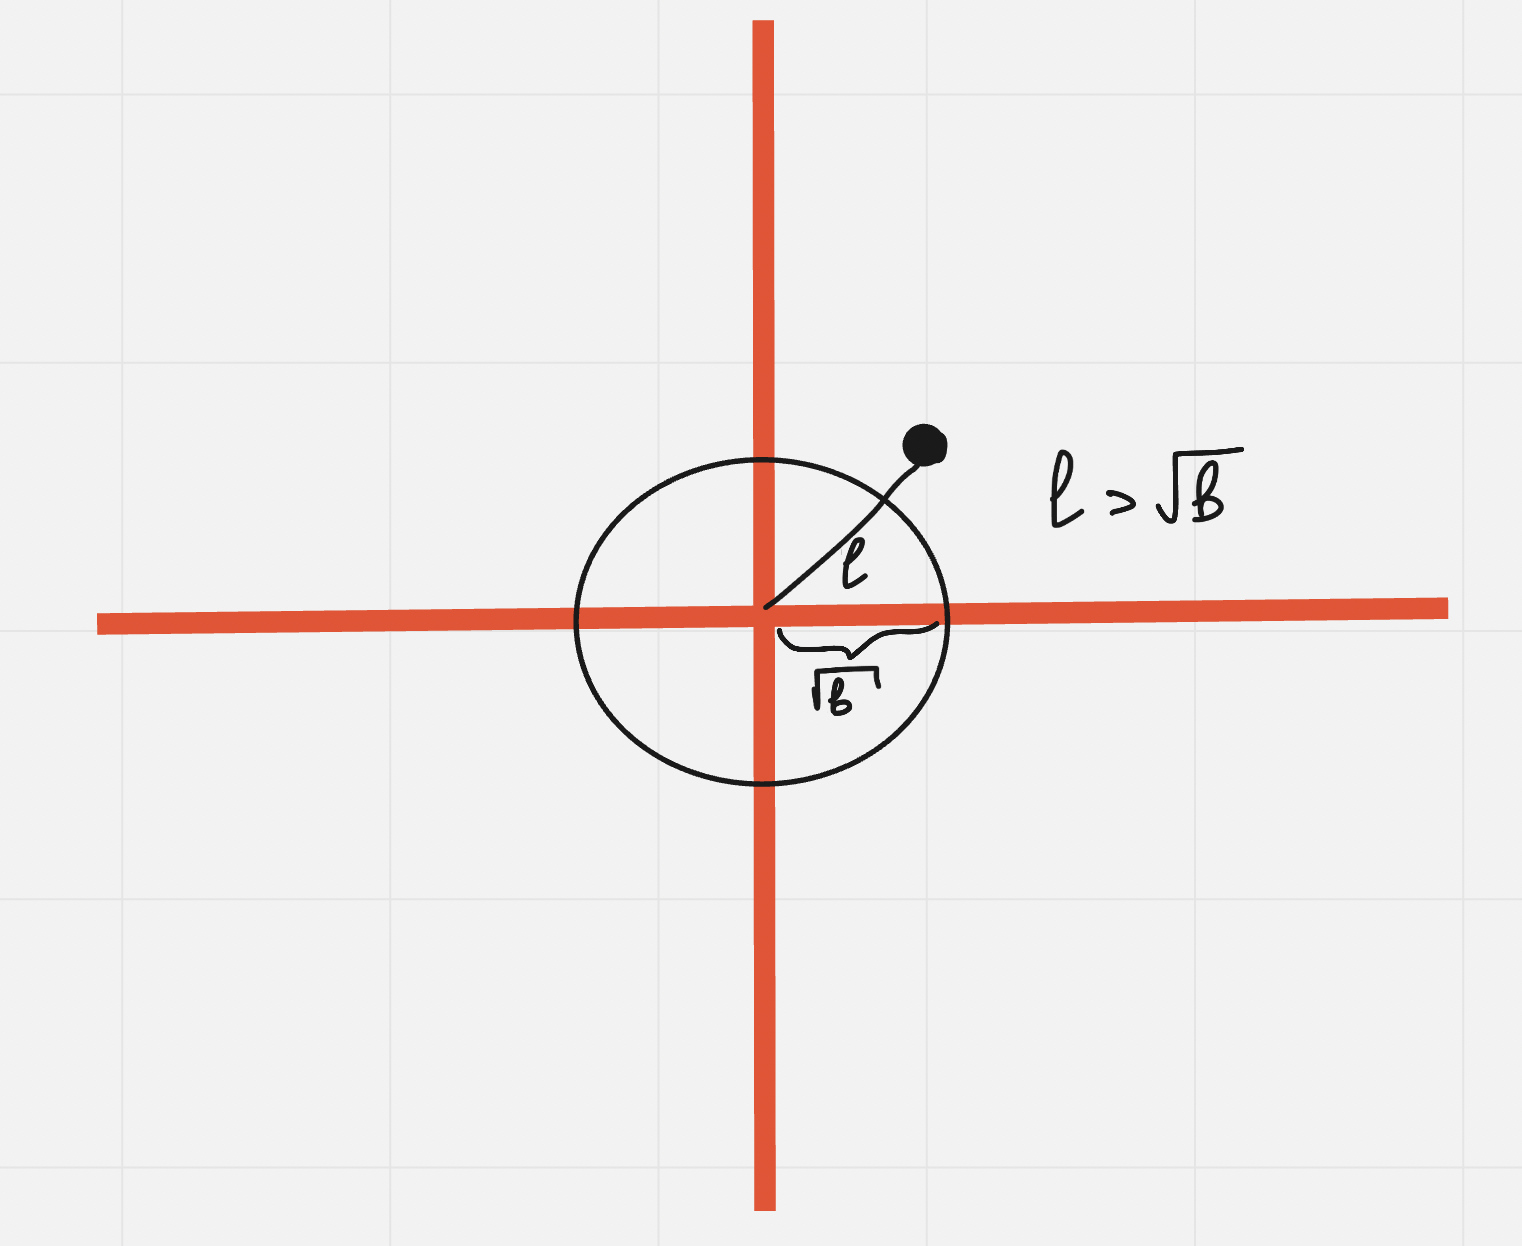 ℓ > √B
ℓ
√B